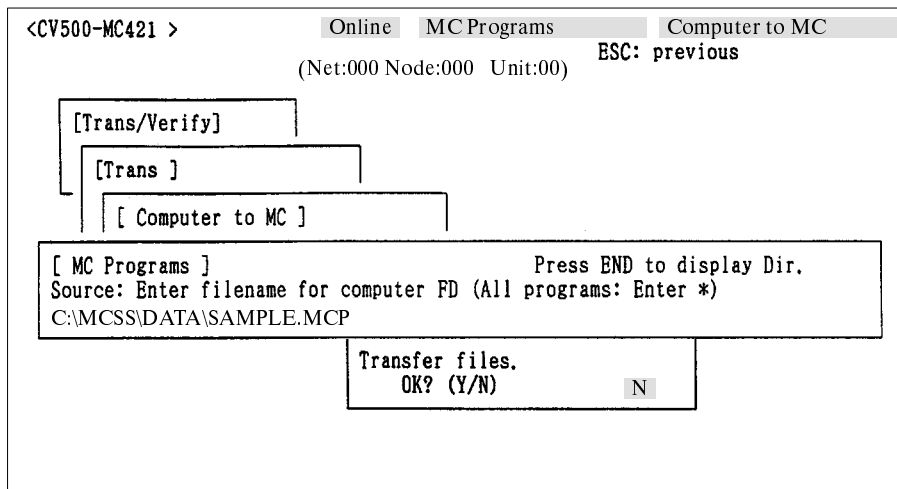 <CV500-MC421 > Online MC Programs Computer to MC
ESC: previous
(Net:000 Node:000 Unit:00)
[Trans/Verify]
[Trans ]
[ Computer to MC ]
[ MC Programs ] Press END to display Dir.
Source: Enter filename for computer FD (All programs: Enter *)
C:\MCSS\DATA\SAMPLE.MCP
Transfer files.
OK? (Y/N) N